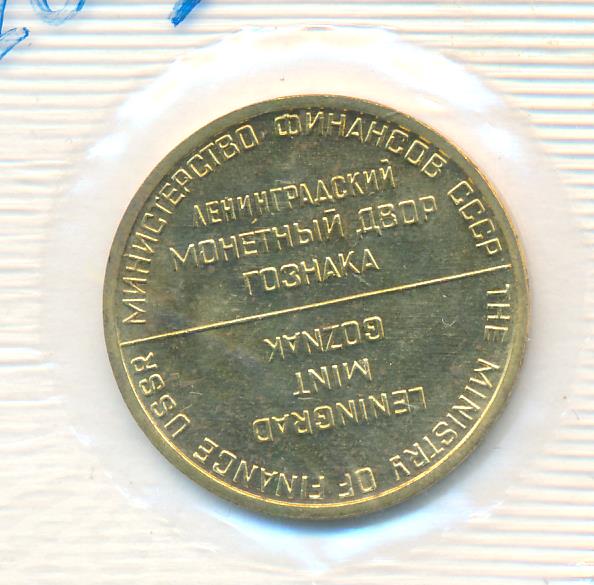 МИНИСТЕРСТВО ФИНАНСОВ СССР
ЛЕНИНГРАДСКИЙ
МОНЕТНЫЙ ДВОР
ГОЗНАКА
THE MINISTRY OF FINANCE USSR
LENINGRAD
MINT
GOZNAK